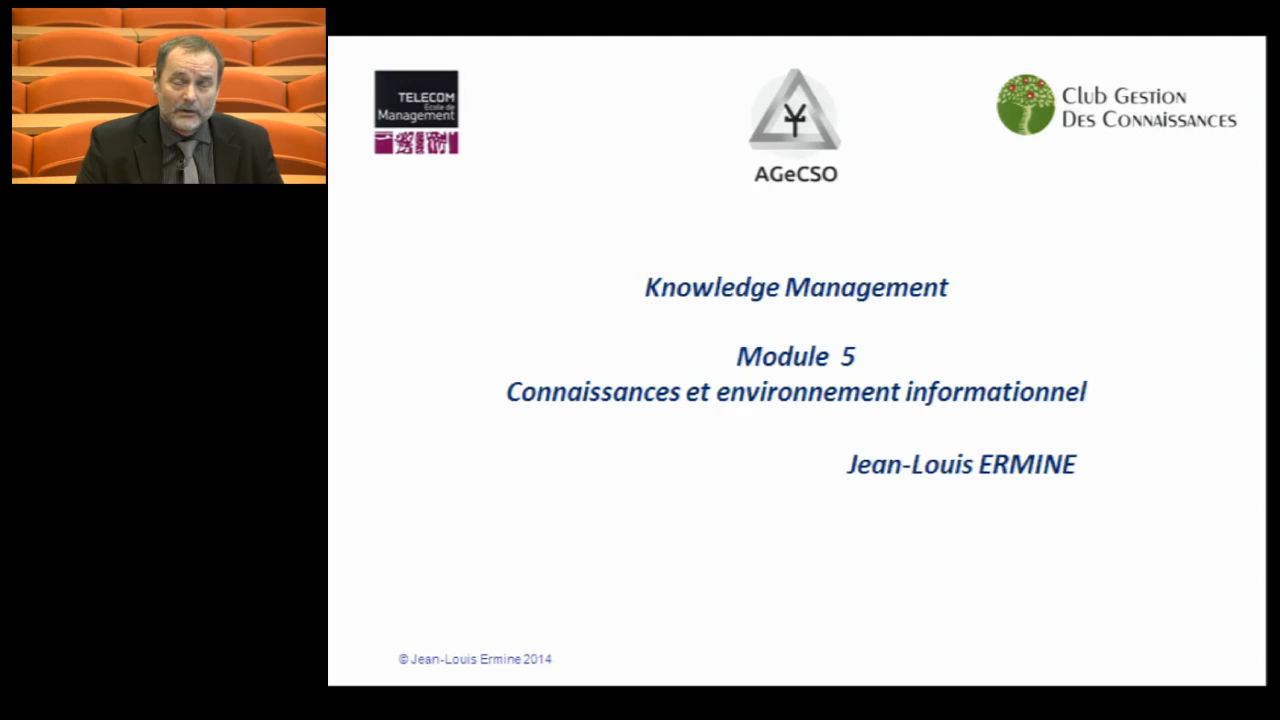 TELECOM
Ecole de
Management
AGeCSO
Club Gestion
Des Connaissances
Knowledge Management
Module 5
Connaissances et environnement informationnel
Jean-Louis ERMINE
© Jean-Louis Ermine 2014